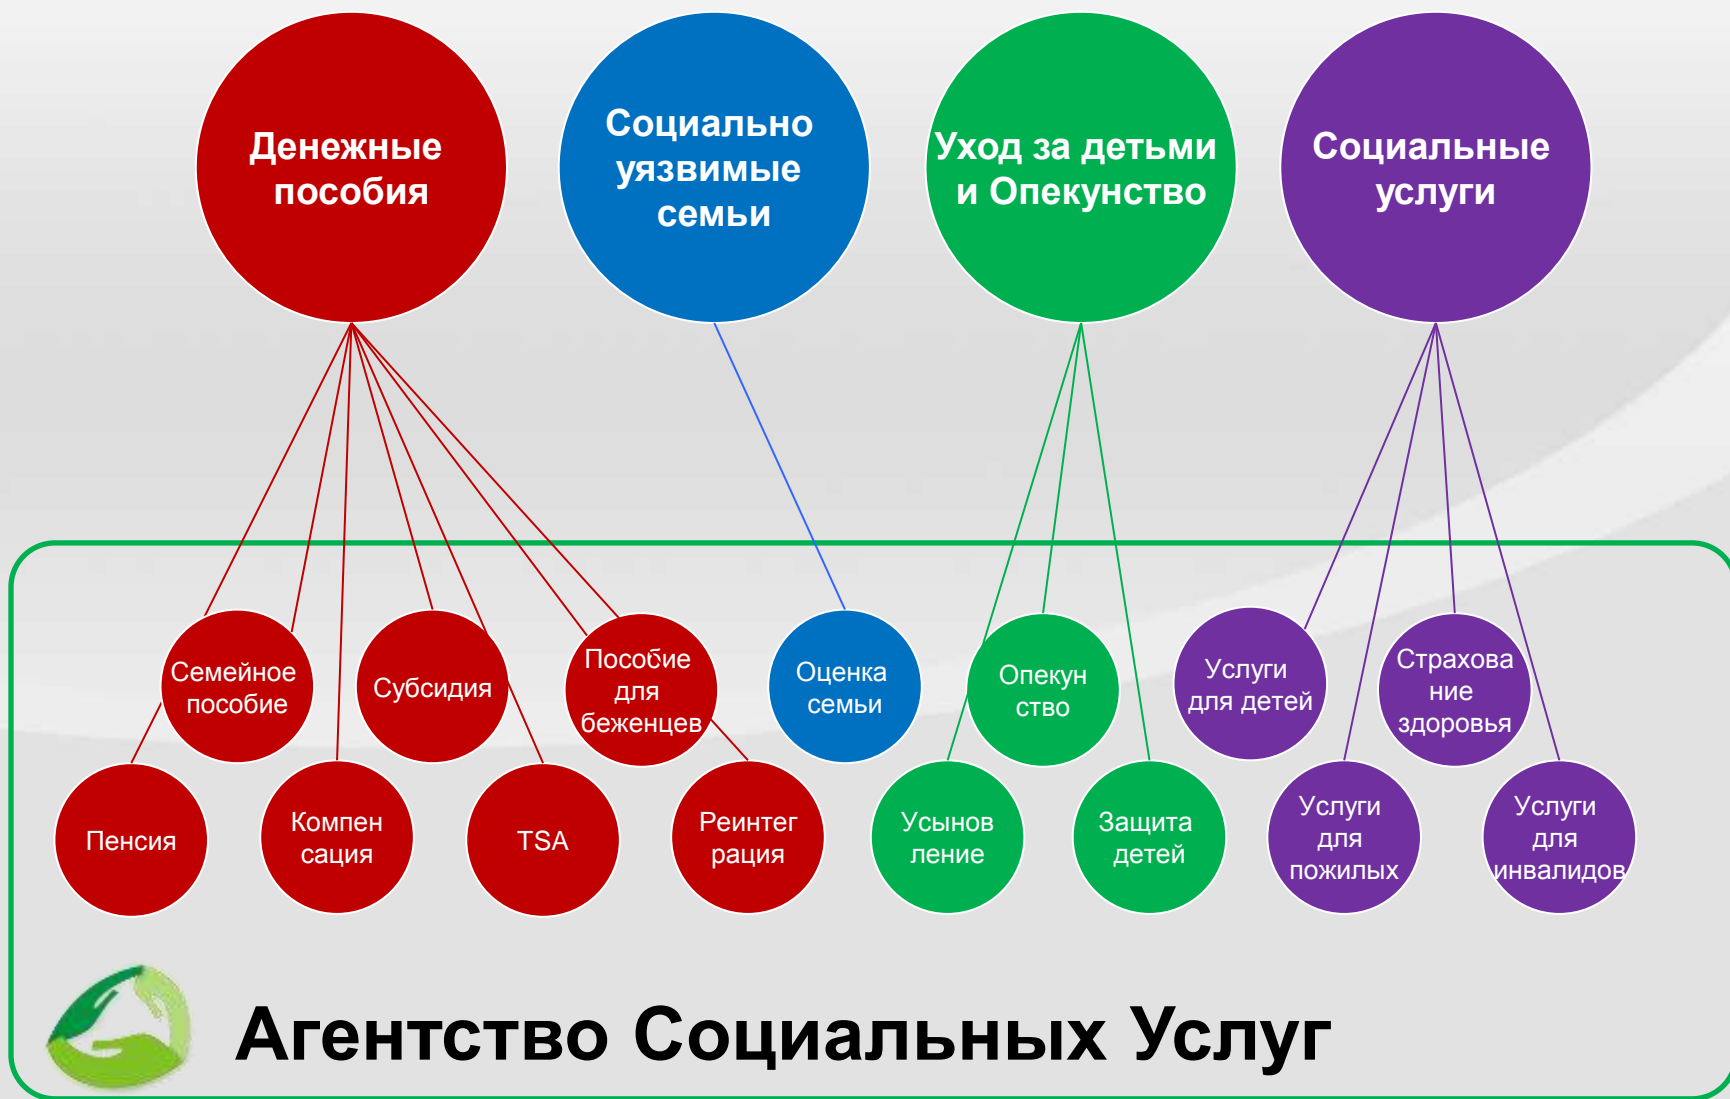 Денежные
пособия
Социально
уязвимые
семьи
Уход за детьми
и Опекунство
Социальные
услуги
Семейное
пособие
Субсидия
Пособие
для
беженцев
Оценка
семьи
Опекун
ство
Услуги
для детей
Страхова
ние
здоровья
Пенсия
Компен
сация
TSA
Реинтег
рация
Усынов
ление
Защита
детей
Услуги
для
пожилых
Услуги
для
инвалидов
Агентство Социальных Услуг